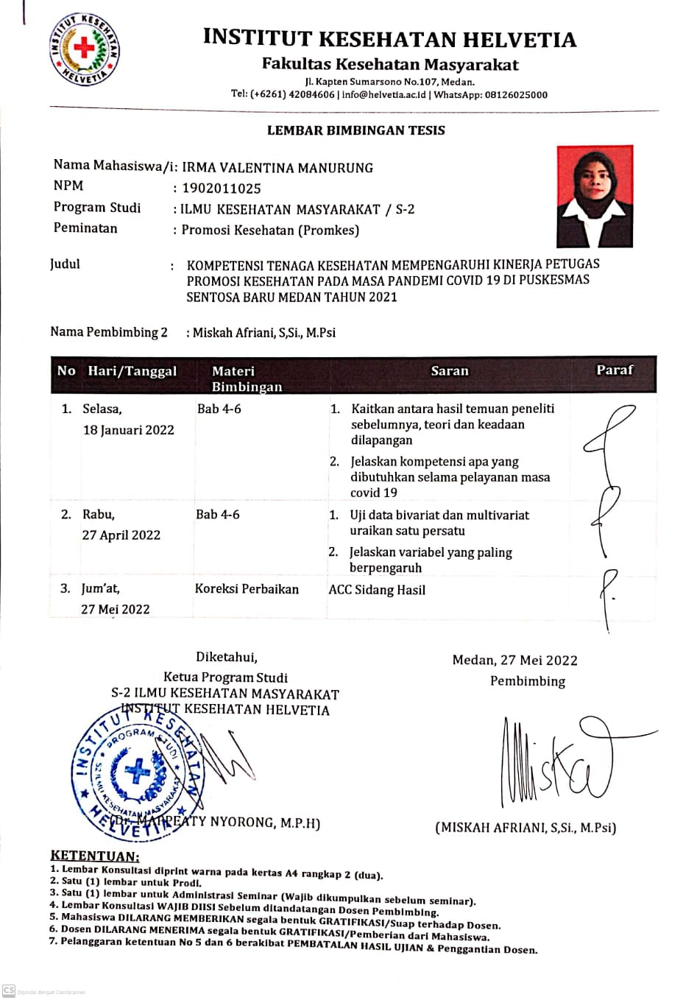 INSTITUT KESEHATAN
HELVETIA
INSTITUT KESEHATAN HELVETIA
Fakultas Kesehatan Masyarakat
Jl. Kapten Sumarsono No.107, Medan.
Tel: (+6261) 42084606 | info@helvetia.ac.id | WhatsApp: 08126025000
LEMBAR BIMBINGAN TESIS
Nama Mahasiswa/i: IRMA VALENTINA MANURUNG
NPM : 1902011025
Program Studi : ILMU KESEHATAN MASYARAKAT / S-2
Peminatan : Promosi Kesehatan (Promkes)
Judul : KOMPETENSI TENAGA KESEHATAN MEMPENGARUHI KINERJA PETUGAS
PROMOSI KESEHATAN PADA MASA PANDEMI COVID 19 DI PUSKESMAS
SENTOSA BARU MEDAN TAHUN 2021
Nama Pembimbing 2 : Miskah Afriani, S,Si., M.Psi
No Hari/Tanggal Materi Bimbingan Saran Paraf
1. Selasa, Bab 4-6 1. Kaitkan antara hasil temuan peneliti
18 Januari 2022 sebelumnya, teori dan keadaan
dilapangan
2. Jelaskan kompetensi apa yang
dibutuhkan selama pelayanan masa
covid 19
2. Rabu, Bab 4-6 1. Uji data bivariat dan multivariat
27 April 2022 uraikan satu persatu
2. Jelaskan variabel yang paling
berpengaruh
3. Jum'at, Koreksi Perbaikan ACC Sidang Hasil
27 Mei 2022
Diketahui,
Ketua Program Studi
S-2 ILMU KESEHATAN MASYARAKAT
INSTITUT KESEHATAN HELVETIA
INSTITUT KESEHATAN
HELVETIA
PROGRAM STUDI
S2 ILMU KESEHATAN MASYARAKAT
(Dr. MAPPEATY NYORONG, M.P.H)
Medan, 27 Mei 2022
Pembimbing
Miska
(MISKAH AFRIANI, S,Si., M.Psi)
KETENTUAN:
1. Lembar Konsultasi diprint warna pada kertas A4 rangkap 2 (dua).
2. Satu (1) lembar untuk Prodi.
3. Satu (1) lembar untuk Administrasi Seminar (Wajib dikumpulkan sebelum seminar).
4. Lembar Konsultasi WAJIB DIISI Sebelum ditandatangan Dosen Pembimbing.
5. Mahasiswa DILARANG MEMBERIKAN segala bentuk GRATIFIKASI/Suap terhadap Dosen.
6. Dosen DILARANG MENERIMA segala bentuk GRATIFIKASI/Pemberian dari Mahasiswa.
7. Pelanggaran ketentuan No 5 dan 6 berakibat PEMBATALAN HASIL UJIAN & Penggantian Dosen.
CS Dipindai dengan CamScanner